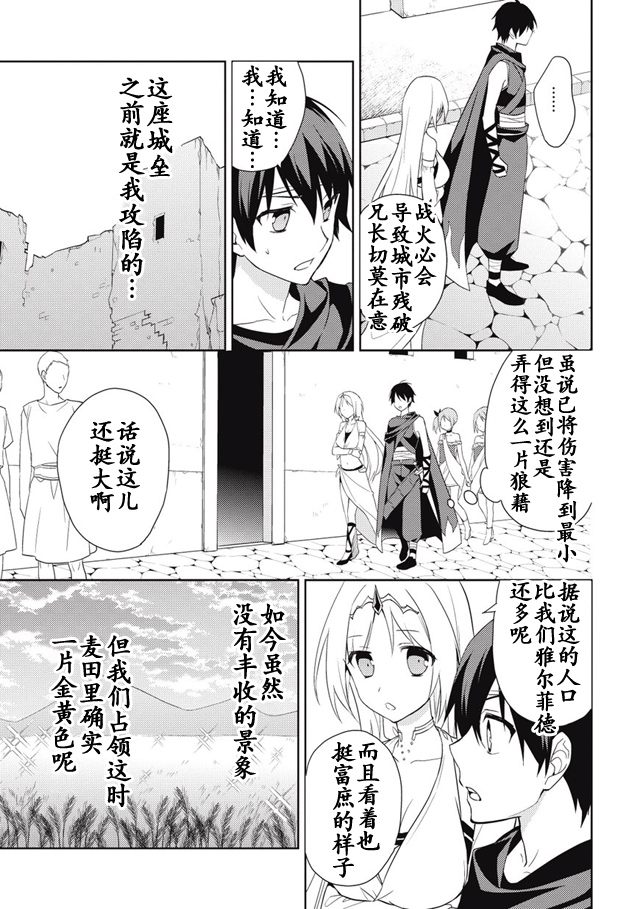 ……
战火必会
导致城市残破
兄长切莫在意
我知道…
我…知道…
这座城垒
之前就是我攻陷的…
虽说已将伤害降到最小
但没想到还是
弄得这么一片狼藉
话说这儿
还挺大啊
据说这的人口
比我们雅尔菲德
还多呢
而且看着也
挺富庶的样子
如今虽然
没有丰收的景象
但我们占领这时
麦田里确实
一片金黄色呢